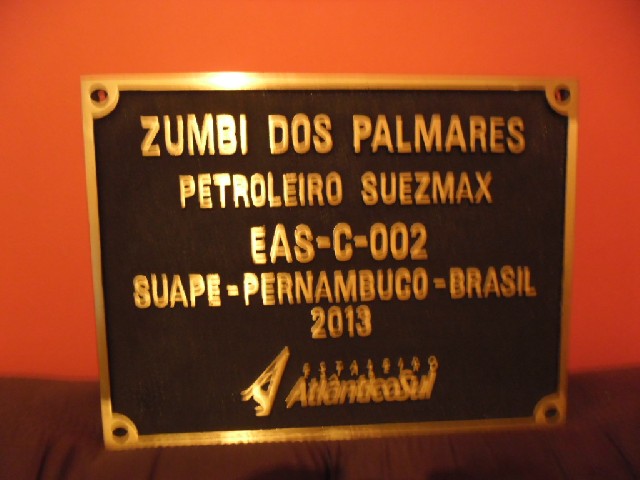 ZUMBI DOS PALMARES
PETROLEIRO SUEZMAX
EAS-C-002
SUAPE-PERNAMBUCO-BRASIL
2013
ESTALEIRO
AtlânticoSul